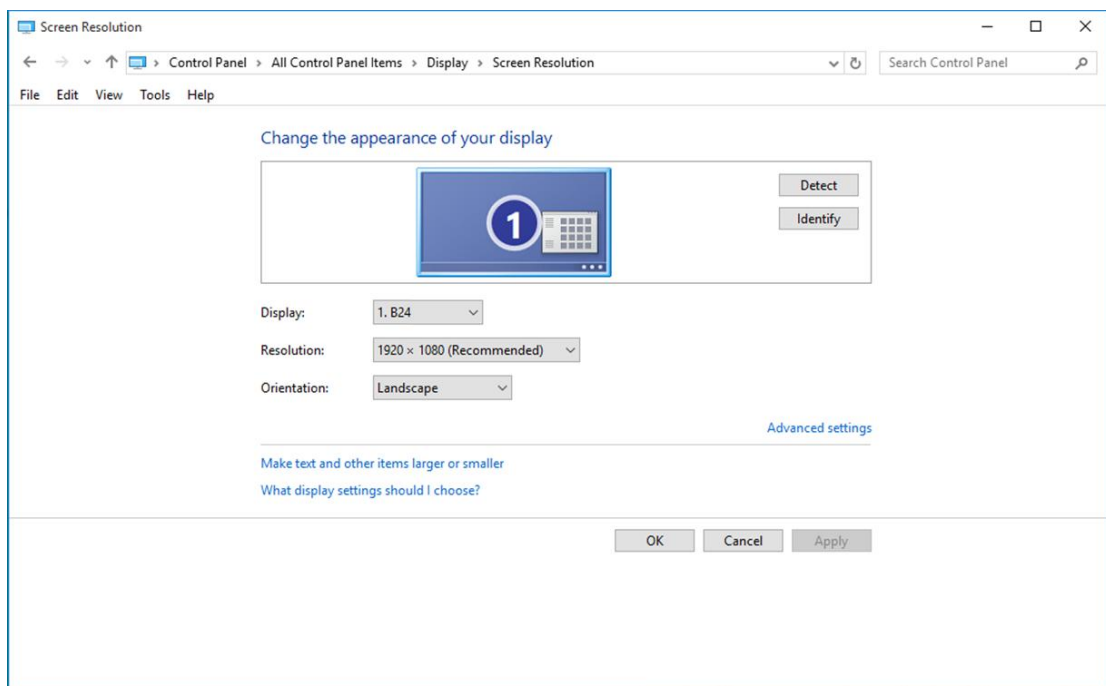 Screen Resolution
Control Panel > All Control Panel Items > Display > Screen Resolution
Search Control Panel
File Edit View Tools Help
Change the appearance of your display
1
Detect
Identify
Display: 1. B24
Resolution: 1920 × 1080 (Recommended)
Orientation: Landscape
Advanced settings
Make text and other items larger or smaller
What display settings should I choose?
OK Cancel Apply